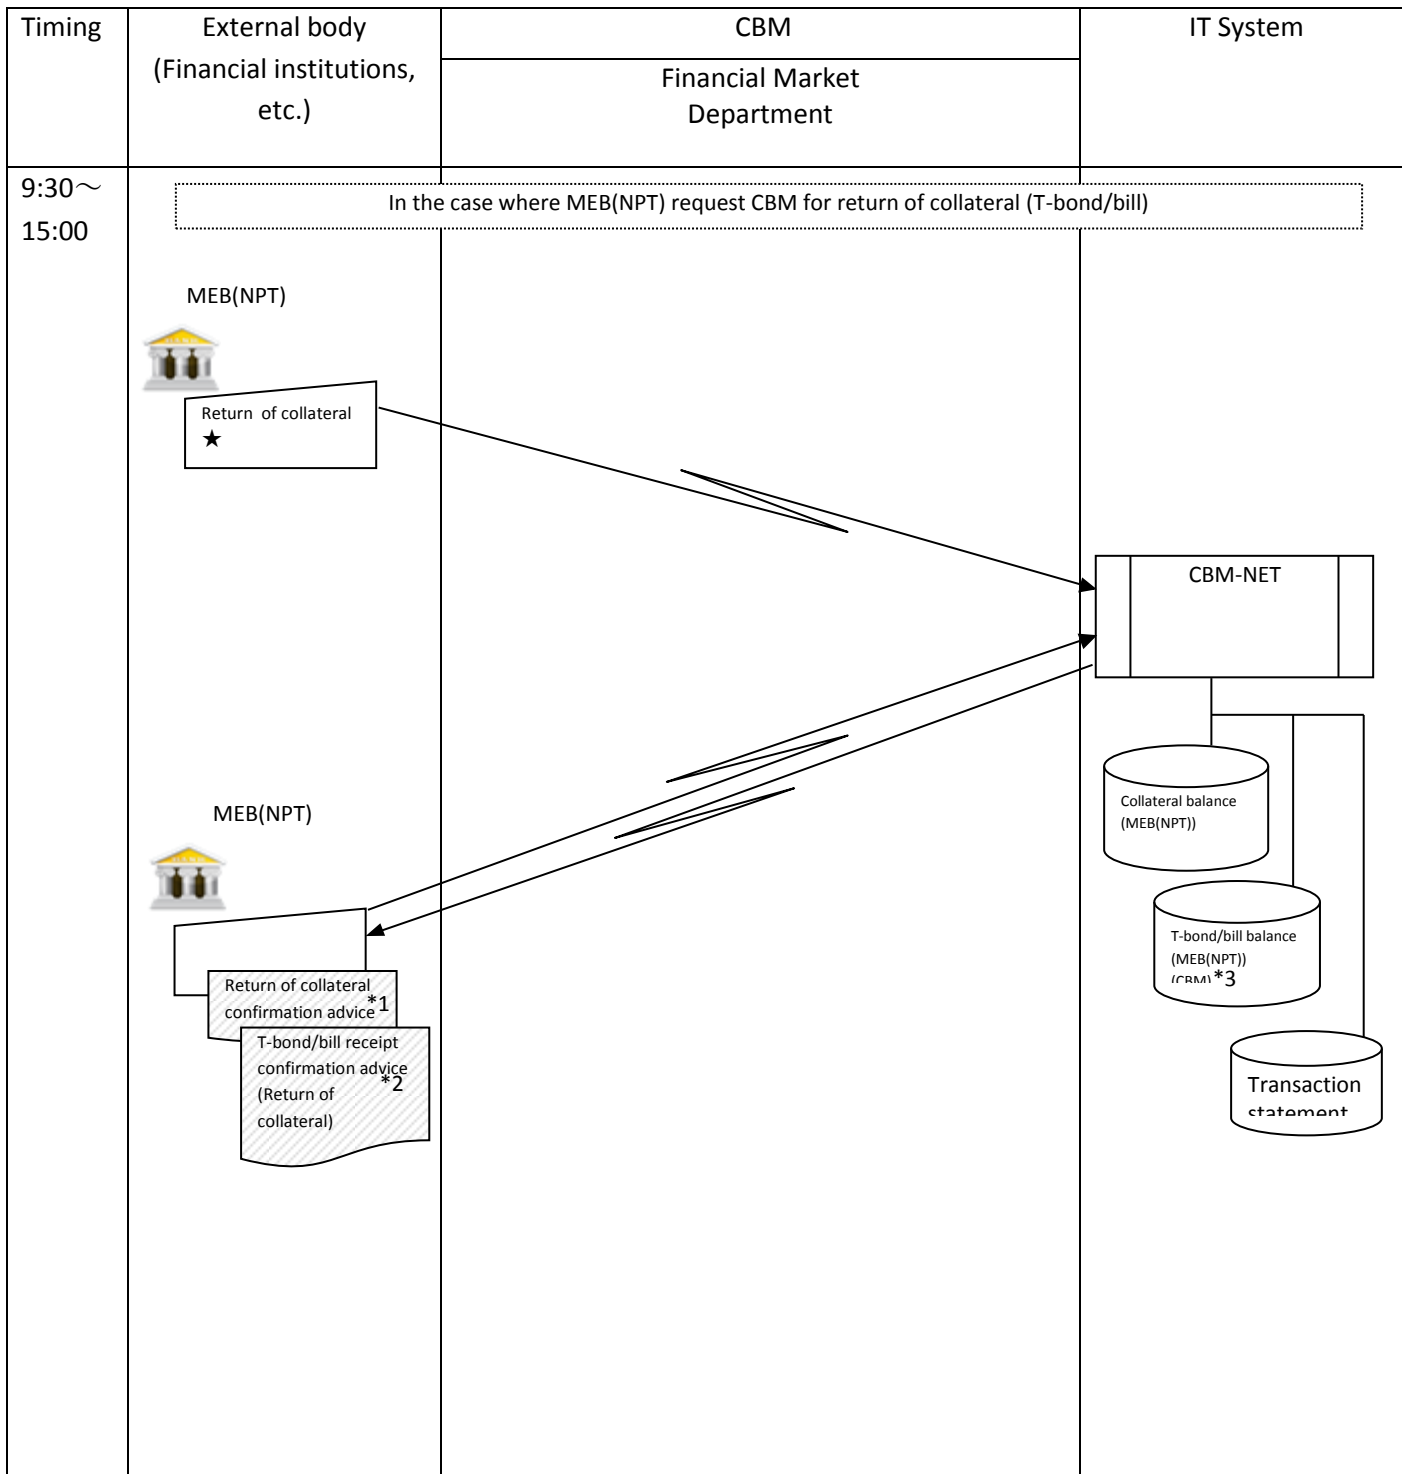 Timing
External body
(Financial institutions,
etc.)
CBM
Financial Market
Department
IT System
9:30～
15:00
In the case where MEB(NPT) request CBM for return of collateral (T-bond/bill)
MEB(NPT)
Return of collateral
★
CBM-NET
Collateral balance
(MEB(NPT))
MEB(NPT)
T-bond/bill balance
(MEB(NPT))
(CBM)*3
Return of collateral
confirmation advice*1
T-bond/bill receipt
confirmation advice
*2
(Return of
collateral)
Transaction
statement